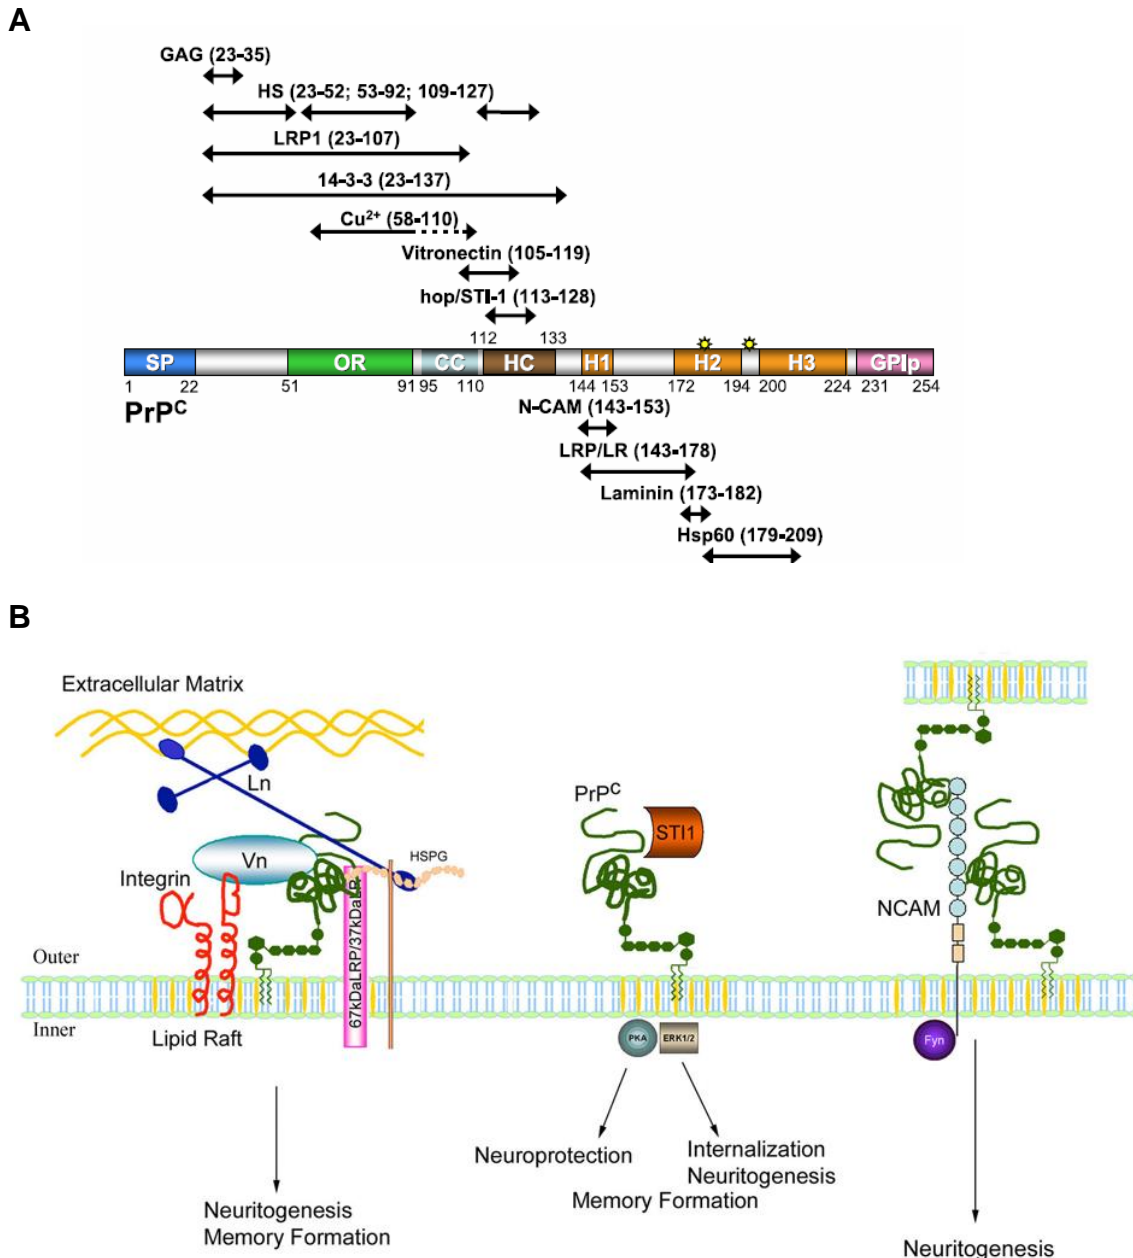 A
GAG (23-35)
HS (23-52; 53-92; 109-127)
LRP1 (23-107)
14-3-3 (23-137)
Cu²⁺ (58-110)
Vitronectin (105-119)
hop/STI-1 (113-128)
112 133
SP OR CC HC H1 H2 H3 GPIp
1 22 51 91 95 110 144 153 172 194 200 224 231 254
PrPᶜ
N-CAM (143-153)
LRP/LR (143-178)
Laminin (173-182)
Hsp60 (179-209)
B
Extracellular Matrix
Ln
Vn
HSPG
Integrin
67kDaLRP/37kDaLR
Outer
Inner
Lipid Raft
Neuritogenesis
Memory Formation
PrPᶜ
STI1
PKA
ERK1/2
Neuroprotection
Internalization
Neuritogenesis
Memory Formation
NCAM
Fyn
Neuritogenesis